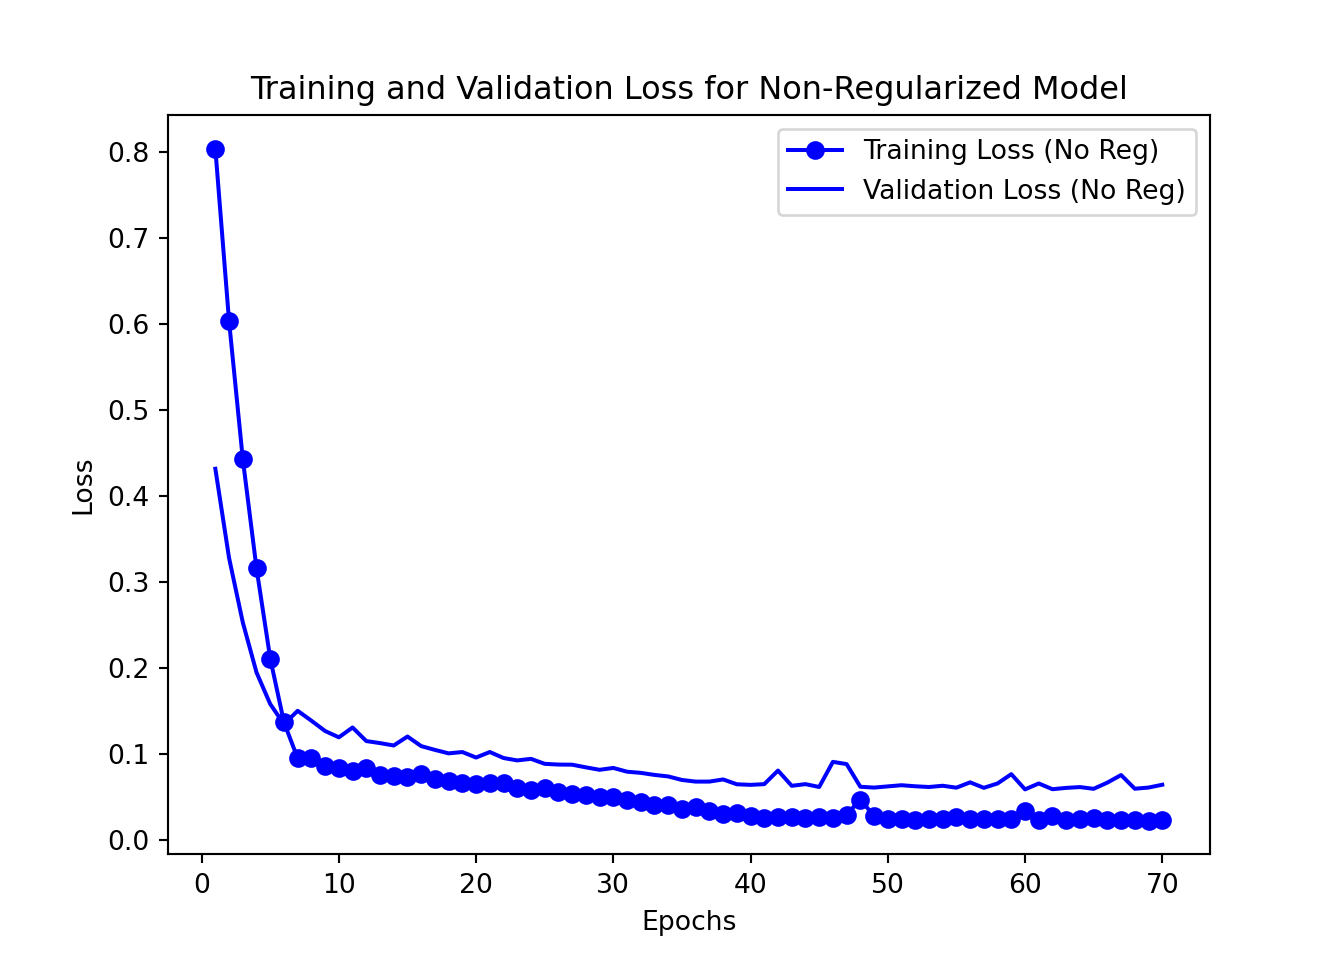 Training and Validation Loss for Non-Regularized Model
Training Loss (No Reg)
Validation Loss (No Reg)
Loss
0.8
0.7
0.6
0.5
0.4
0.3
0.2
0.1
0.0
0 10 20 30 40 50 60 70
Epochs